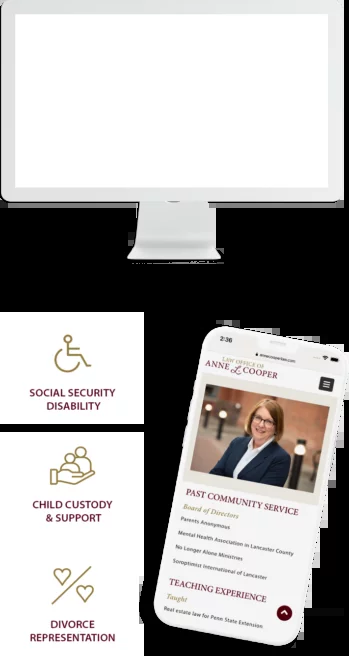 SOCIAL SECURITY
DISABILITY
CHILD CUSTODY
& SUPPORT
DIVORCE
REPRESENTATION
2:36
annecooperlaw.com
LAW OFFICE OF
ANNE L COOPER
PAST COMMUNITY SERVICE
Board of Directors
Parents Anonymous
Mental Health Association in Lancaster County
No Longer Alone Ministries
Soroptimist International of Lancaster
TEACHING EXPERIENCE
Taught
Real estate law for Penn State Extension